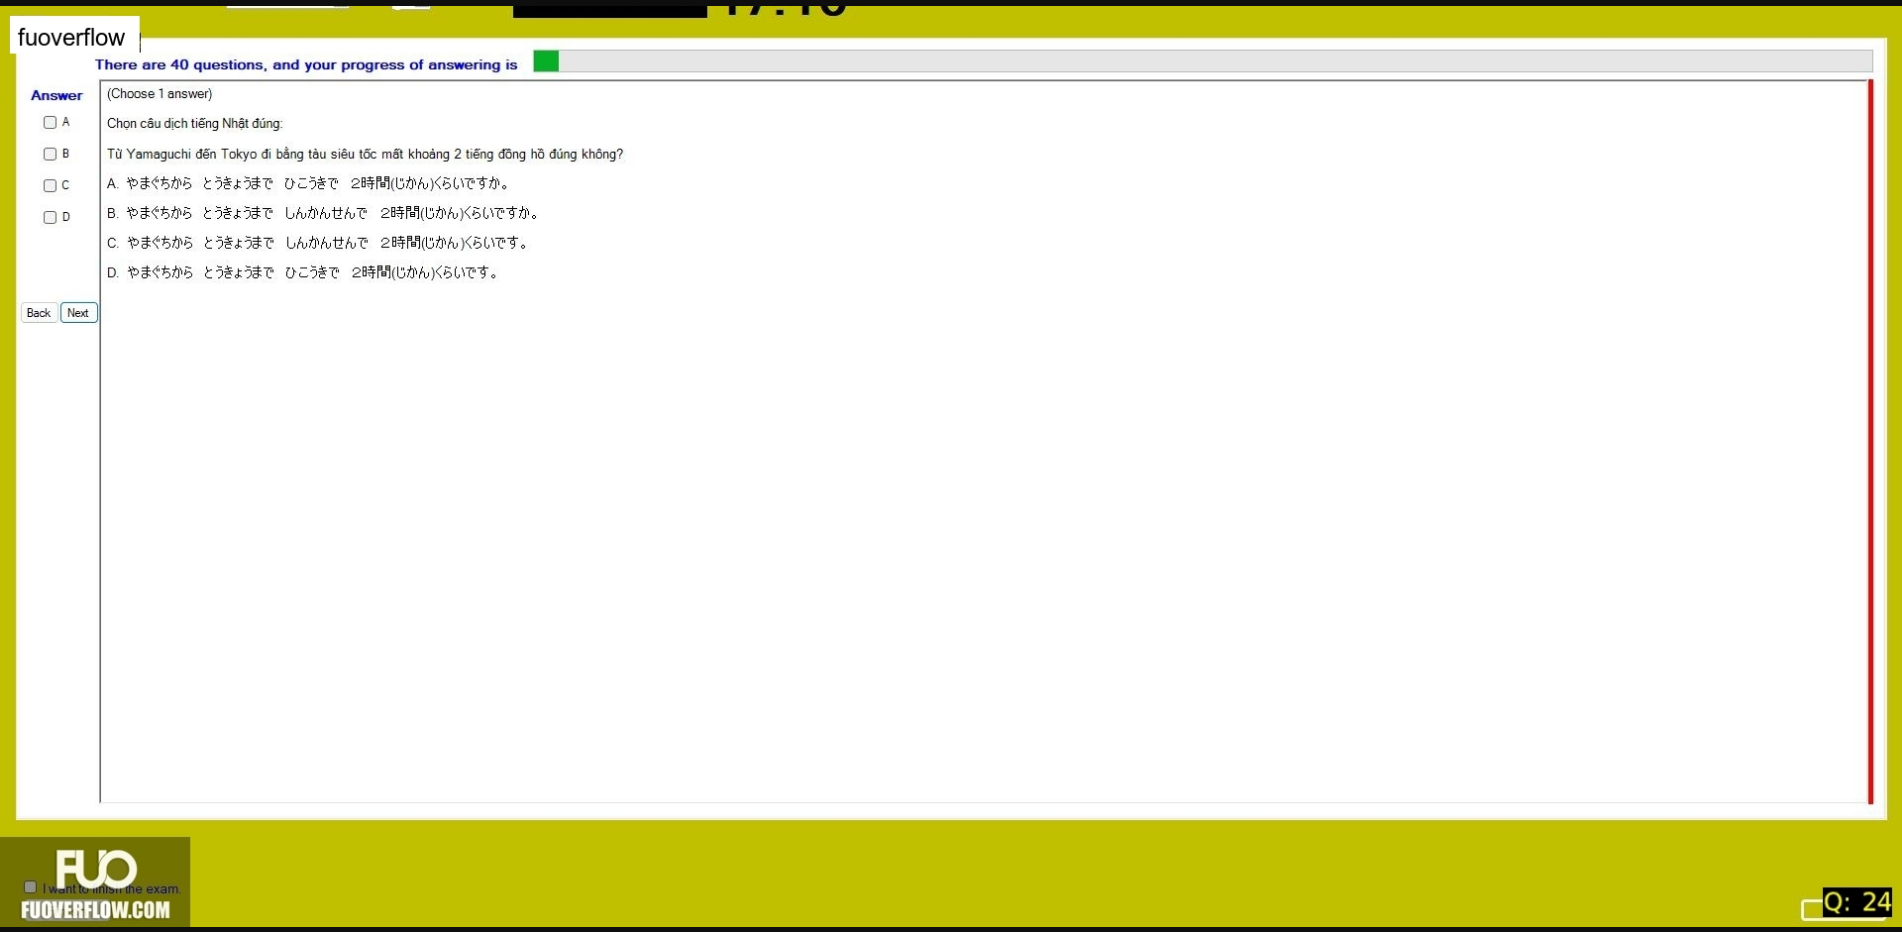 fuoverflow
There are 40 questions, and your progress of answering is
Answer
(Choose 1 answer)
A
Chọn câu dịch tiếng Nhật đúng:
B
Từ Yamaguchi đến Tokyo đi bằng tàu siêu tốc mất khoảng 2 tiếng đồng hồ đúng không?
C
A. やまぐちから とうきょうまで ひこうきで 2時間(じかん)くらいですか。
D
B. やまぐちから とうきょうまで しんかんせんで 2時間(じかん)くらいですか。
C. やまぐちから とうきょうまで しんかんせんで 2時間(じかん)くらいです。
D. やまぐちから とうきょうまで ひこうきで 2時間(じかん)くらいです。
Back Next
FUO
I want to finish the exam.
FUOVERFLOW.COM
Q: 24